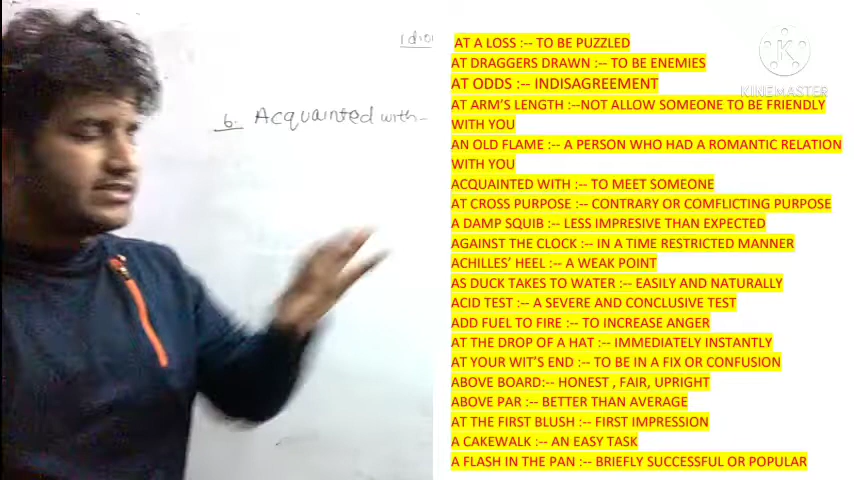 Idio
6. Acquainted with-
AT A LOSS :-- TO BE PUZZLED
AT DRAGGERS DRAWN :-- TO BE ENEMIES
AT ODDS :-- INDISAGREEMENT
AT ARM'S LENGTH :--NOT ALLOW SOMEONE TO BE FRIENDLY
WITH YOU
AN OLD FLAME :-- A PERSON WHO HAD A ROMANTIC RELATION
WITH YOU
ACQUAINTED WITH :-- TO MEET SOMEONE
AT CROSS PURPOSE :-- CONTRARY OR COMFLICTING PURPOSE
A DAMP SQUIB :-- LESS IMPRESIVE THAN EXPECTED
AGAINST THE CLOCK :-- IN A TIME RESTRICTED MANNER
ACHILLES' HEEL :-- A WEAK POINT
AS DUCK TAKES TO WATER :-- EASILY AND NATURALLY
ACID TEST :-- A SEVERE AND CONCLUSIVE TEST
ADD FUEL TO FIRE :-- TO INCREASE ANGER
AT THE DROP OF A HAT :-- IMMEDIATELY INSTANTLY
AT YOUR WIT'S END :-- TO BE IN A FIX OR CONFUSION
ABOVE BOARD:-- HONEST , FAIR, UPRIGHT
ABOVE PAR :-- BETTER THAN AVERAGE
AT THE FIRST BLUSH :-- FIRST IMPRESSION
A CAKEWALK :-- AN EASY TASK
A FLASH IN THE PAN :-- BRIEFLY SUCCESSFUL OR POPULAR
K
KINEMASTER